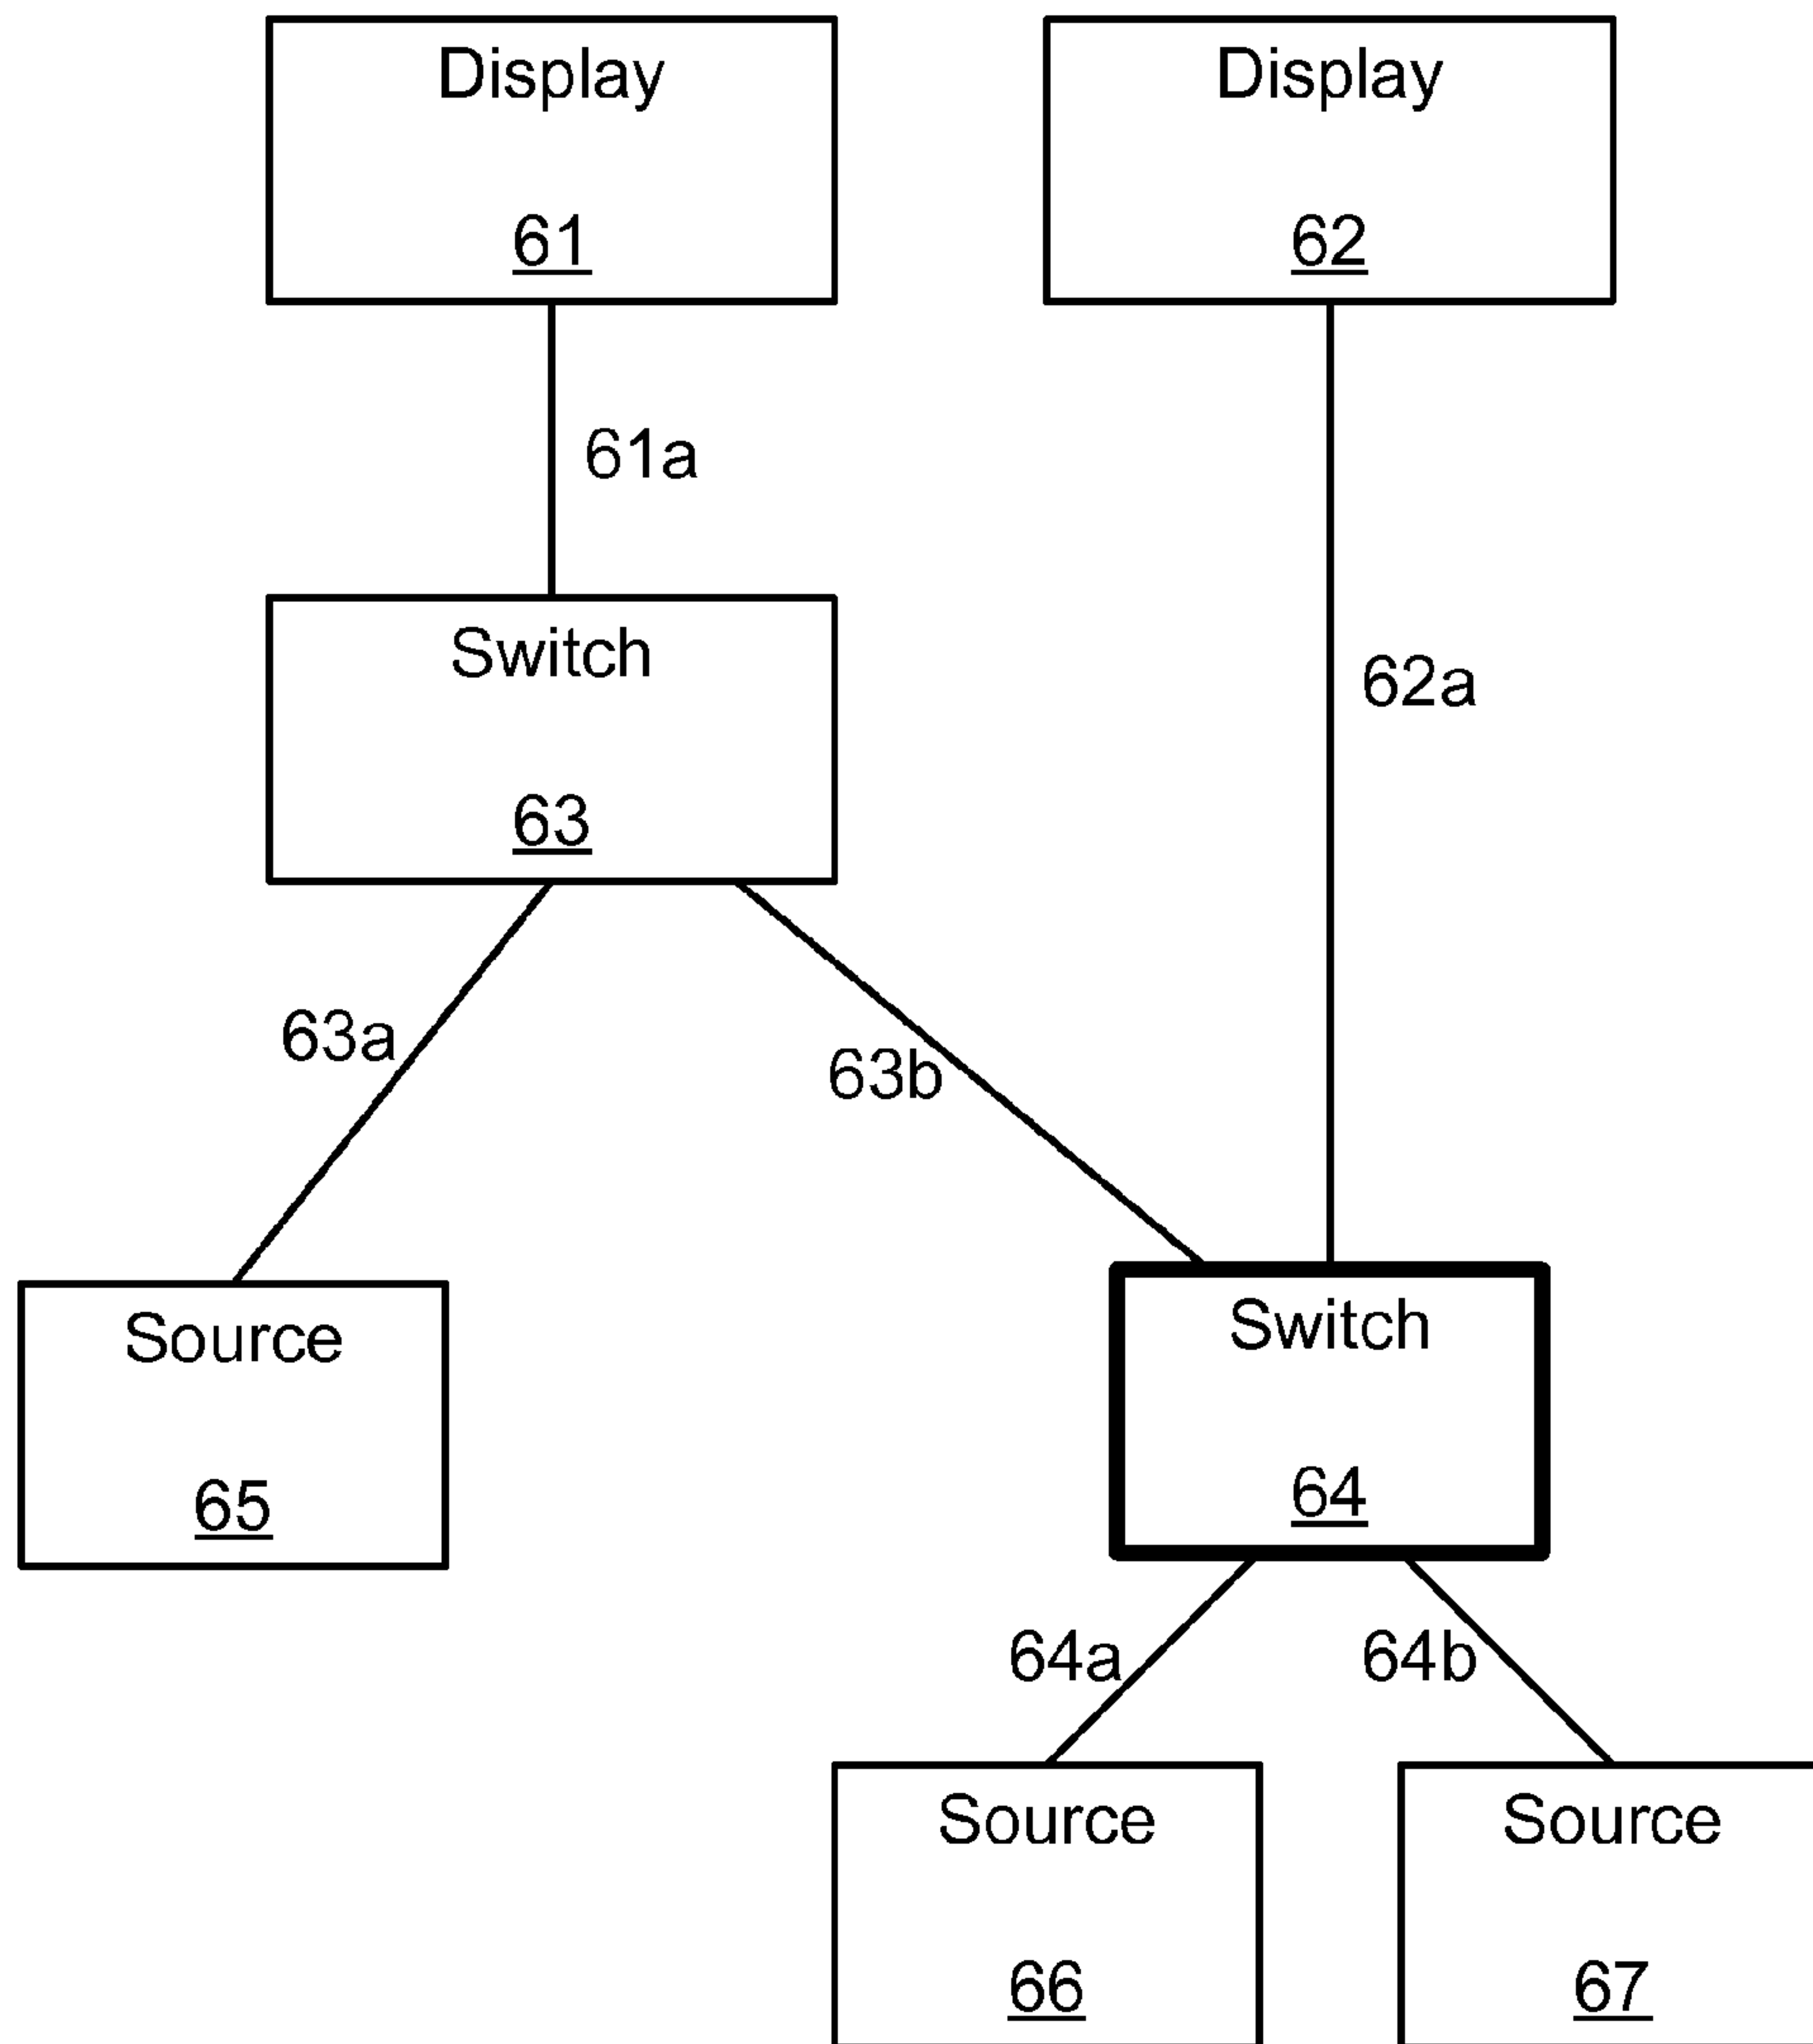 Display
61
Display
62
61a
62a
Switch
63
63a
63b
Source
65
Switch
64
64a
64b
Source
66
Source
67